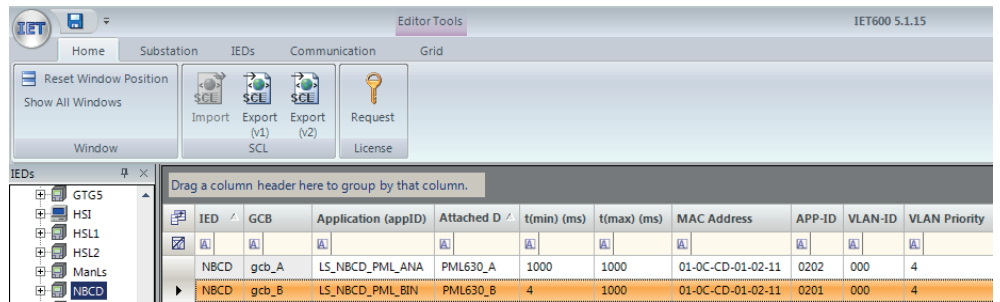 IET
Editor Tools
IET600 5.1.15
Home Substation IEDs Communication Grid
Reset Window Position
Show All Windows
Window
SCL SCL SCL
Import Export (v1) Export (v2)
SCL
Request
License
IEDs
GTG5
HSI
HSL1
HSL2
ManLs
NBCD
Drag a column header here to group by that column.
IED GCB Application (appID) Attached D t(min) (ms) t(max) (ms) MAC Address APP-ID VLAN-ID VLAN Priority
A A A A A A A A A A
NBCD gcb_A LS_NBCD_PML_ANA PML630_A 1000 1000 01-0C-CD-01-02-11 0202 000 4
NBCD gcb_B LS_NBCD_PML_BIN PML630_B 4 1000 01-0C-CD-01-02-11 0201 000 4